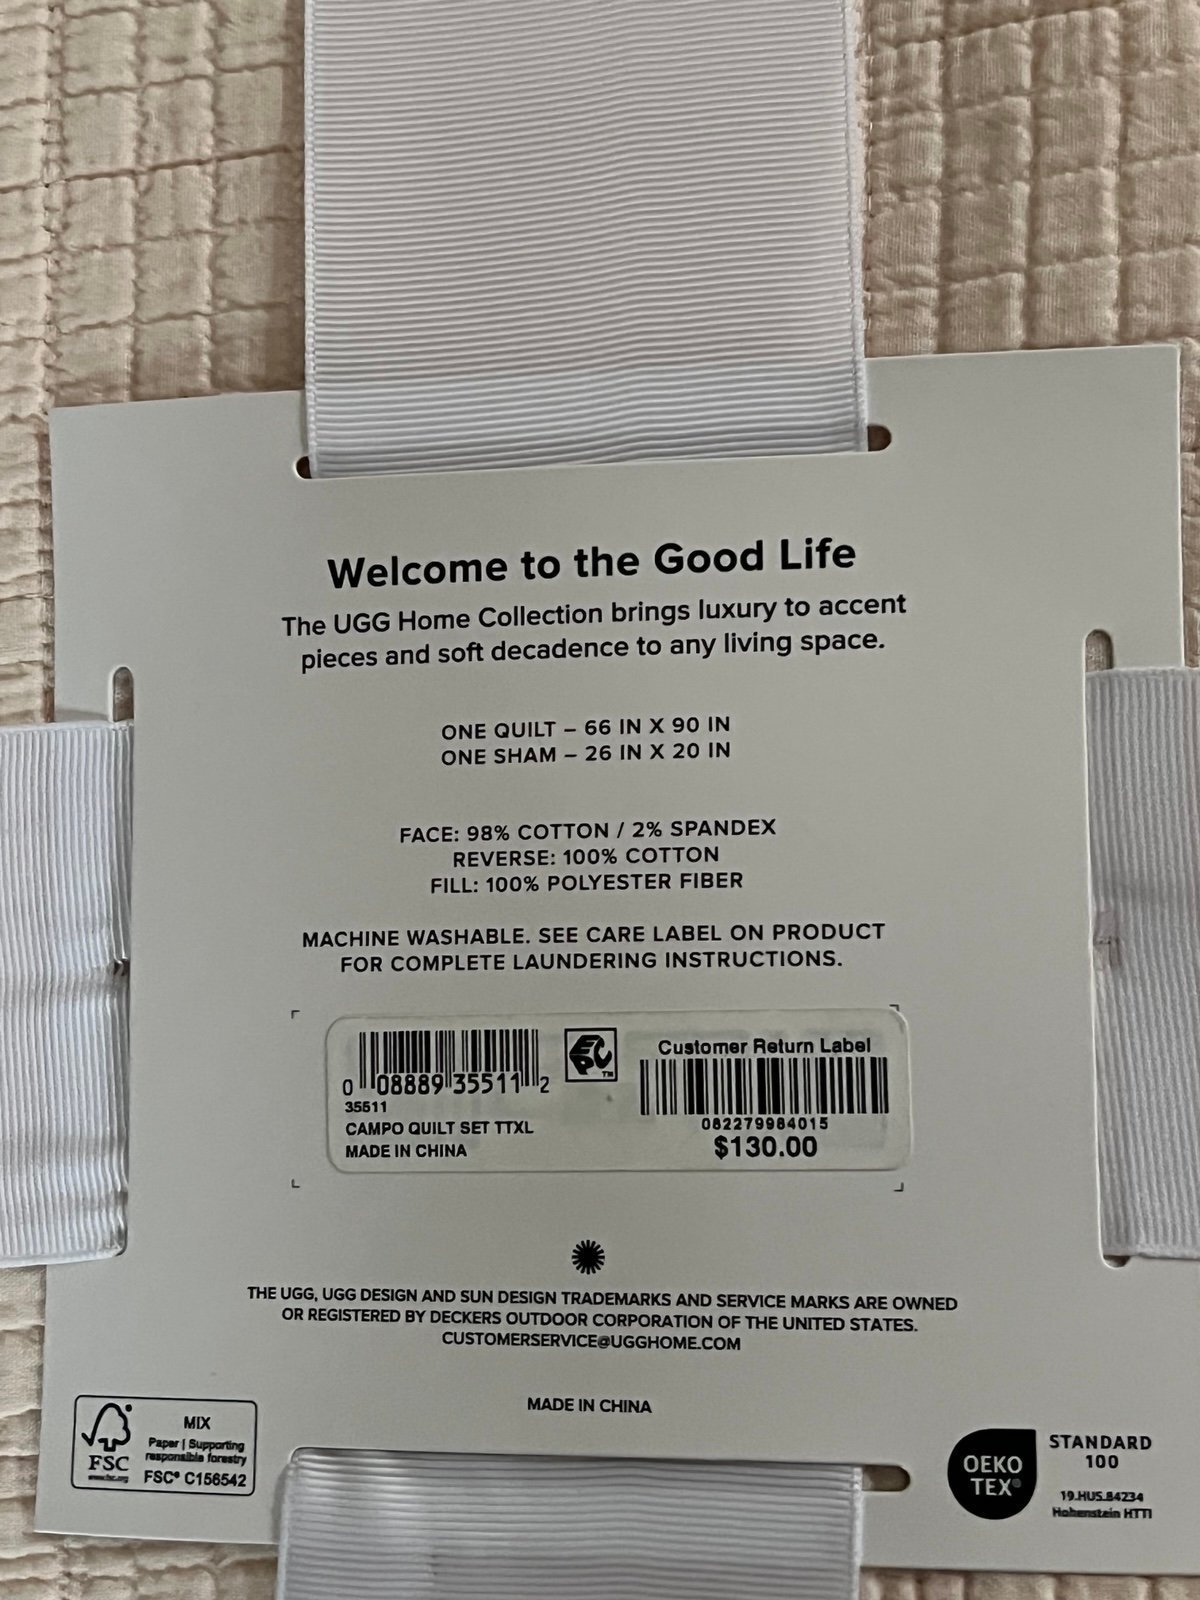 Welcome to the Good Life
The UGG Home Collection brings luxury to accent
pieces and soft decadence to any living space.
ONE QUILT – 66 IN X 90 IN
ONE SHAM – 26 IN X 20 IN
FACE: 98% COTTON / 2% SPANDEX
REVERSE: 100% COTTON
FILL: 100% POLYESTER FIBER
MACHINE WASHABLE. SEE CARE LABEL ON PRODUCT
FOR COMPLETE LAUNDERING INSTRUCTIONS.
0 08889 35511 2
35511
CAMPO QUILT SET TTXL
MADE IN CHINA
EPC™
Customer Return Label
082279984015
$130.00
THE UGG, UGG DESIGN AND SUN DESIGN TRADEMARKS AND SERVICE MARKS ARE OWNED
OR REGISTERED BY DECKERS OUTDOOR CORPORATION OF THE UNITED STATES.
CUSTOMERSERVICE@UGGHOME.COM
MADE IN CHINA
FSC
www.fsc.org
MIX
Paper | Supporting
responsible forestry
FSC® C156542
OEKO
TEX®
STANDARD
100
19.HUS.84234
Hohenstein HTTI